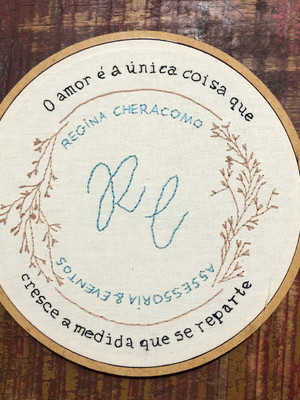 O amor é a única coisa que
REGINA CHERACOMO
RC
ASSESSORIA & EVENTOS
cresce a medida que se reparte